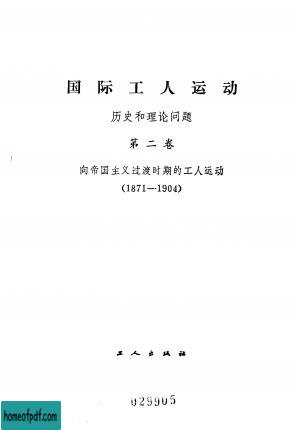 国际工人运动
历史和理论问题
第二卷
向帝国主义过渡时期的工人运动
(1871—1904)
工人出版社
029905
homeofpdf.com